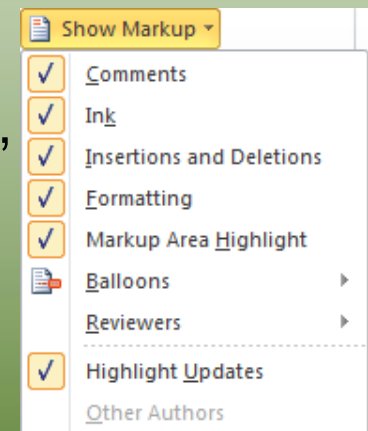 Show Markup
Comments
Ink
,
Insertions and Deletions
Formatting
Markup Area Highlight
Balloons
Reviewers
Highlight Updates
Other Authors